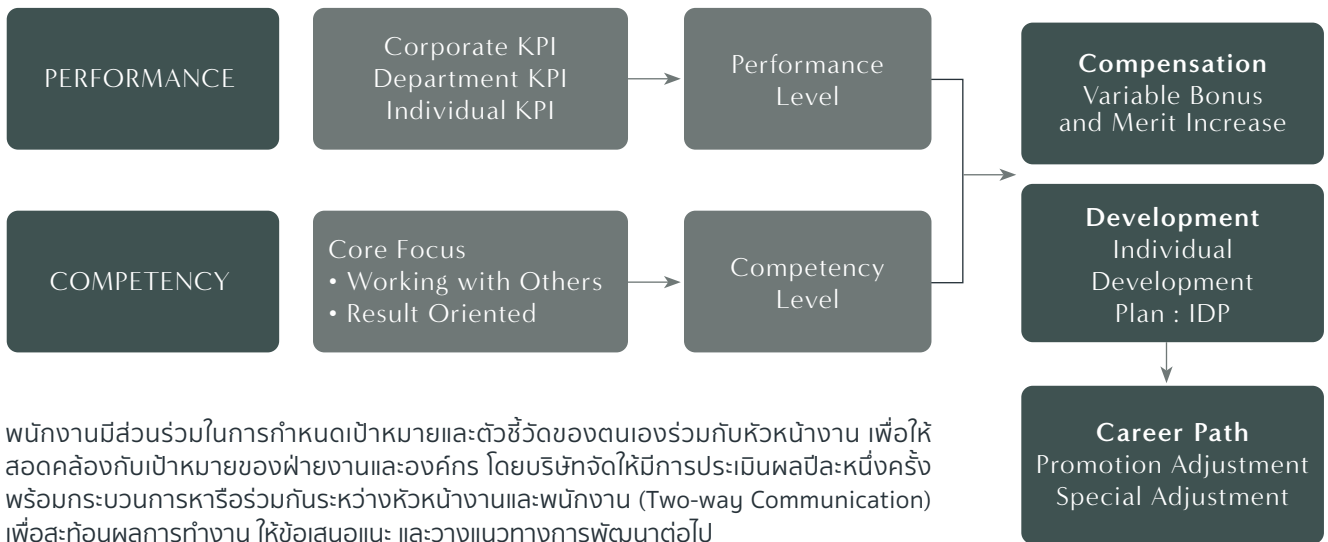 PERFORMANCE
Corporate KPI
Department KPI
Individual KPI
Performance
Level
COMPETENCY
Core Focus
• Working with Others
• Result Oriented
Competency
Level
Compensation
Variable Bonus
and Merit Increase
Development
Individual
Development
Plan : IDP
Career Path
Promotion Adjustment
Special Adjustment
พนักงานมีส่วนร่วมในการกำหนดเป้าหมายและตัวชี้วัดของตนเองร่วมกับหัวหน้างาน เพื่อให้
สอดคล้องกับเป้าหมายของฝ่ายงานและองค์กร โดยบริษัทจัดให้มีการประเมินผลปีละหนึ่งครั้ง
พร้อมกระบวนการหารือร่วมกันระหว่างหัวหน้างานและพนักงาน (Two-way Communication)
เพื่อสะท้อนผลการทำงาน ให้ข้อเสนอแนะ และวางแนวทางการพัฒนาต่อไป